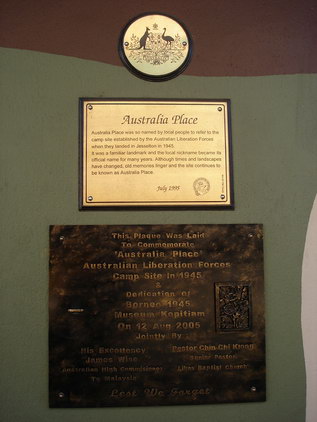 Australia Place
Australia Place was so named by local people to refer to the
camp site established by the Australian Liberation Forces
when they landed in Jesselton in 1945.
It was a familiar landmark and the local nickname became its
official name for many years. Although times and landscapes
have changed, old memories linger and the site continues to
be known as Australia Place.
July 1995
This Plaque Was Laid
To Commemorate
'Australia Place'
Australian Liberation Forces
Camp Site In 1945
&
Dedication Of
Borneo 1945
Museum Kopitiam
On 12 Aug 2005
Jointly By
His Excellency Pastor Chin Chi Kiong
James Wise Senior Pastor
Australian High Commissioner Likas Baptist Church
To Malaysia
Lest We Forget